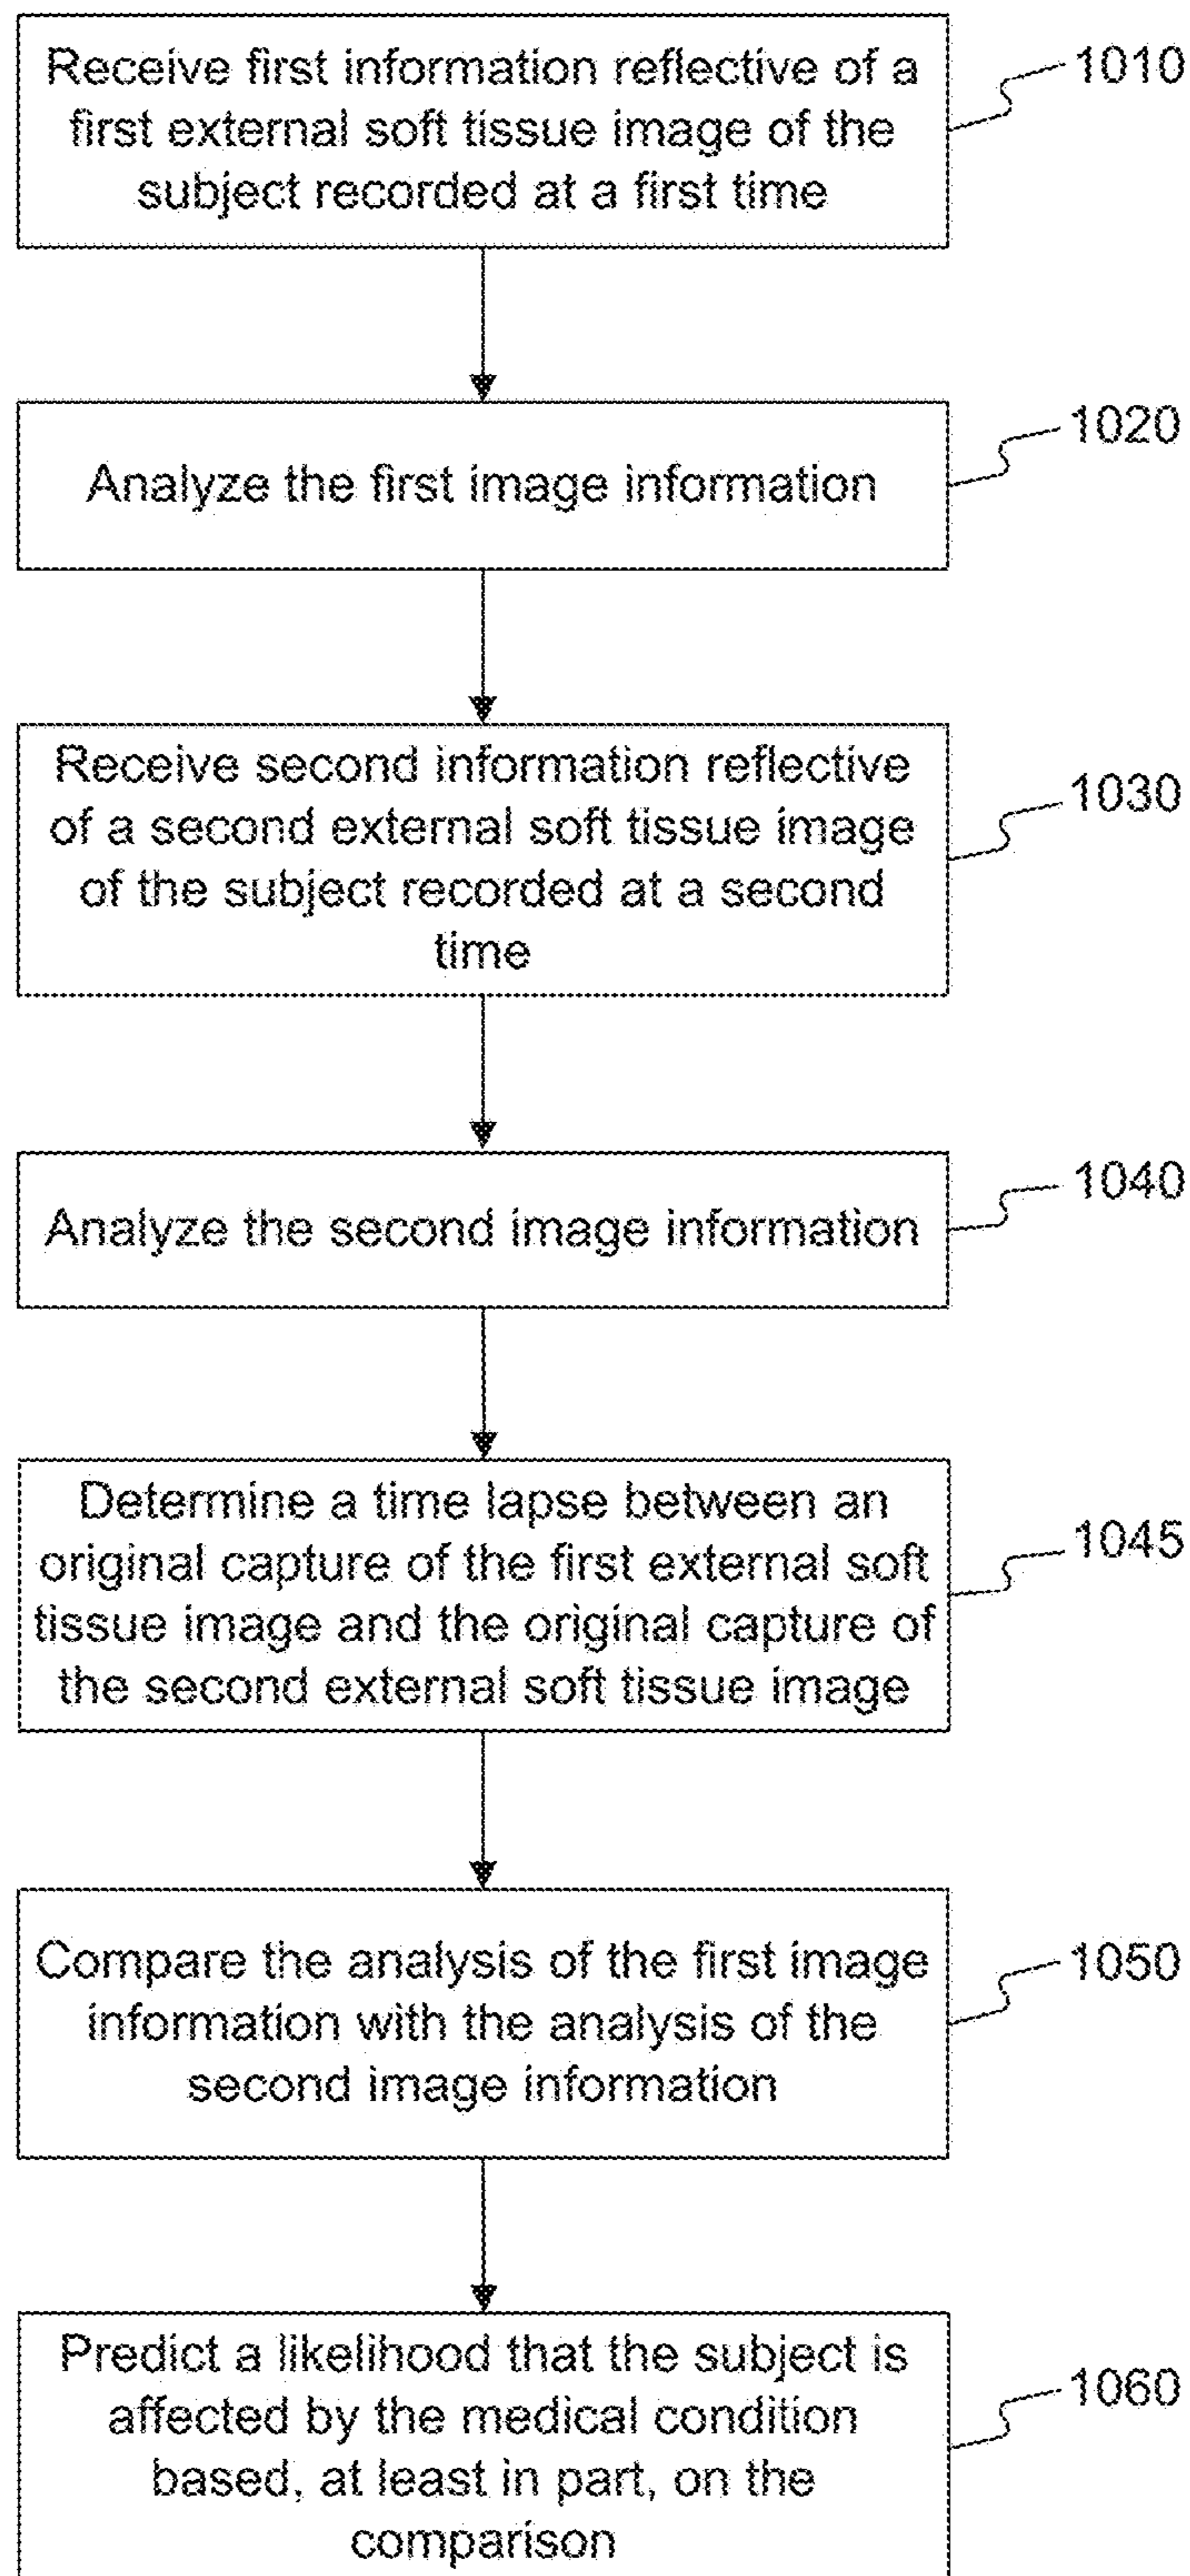 Receive first information reflective of a
first external soft tissue image of the
subject recorded at a first time
1010
Analyze the first image information
1020
Receive second information reflective
of a second external soft tissue image
of the subject recorded at a second
time
1030
Analyze the second image information
1040
Determine a time lapse between an
original capture of the first external soft
tissue image and the original capture of
the second external soft tissue image
1045
Compare the analysis of the first image
information with the analysis of the
second image information
1050
Predict a likelihood that the subject is
affected by the medical condition
based, at least in part, on the
comparison
1060